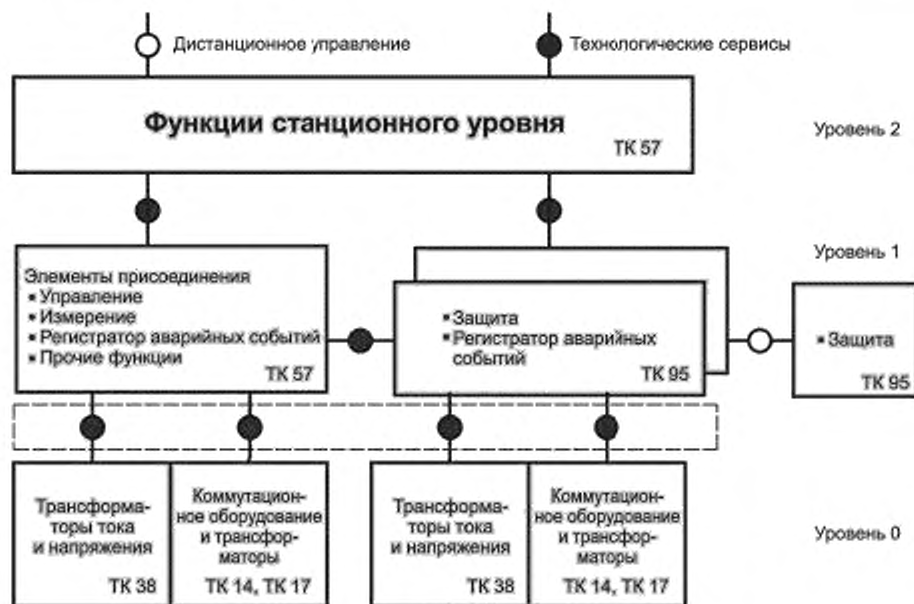 Дистанционное управление
Технологические сервисы
Функции станционного уровня
ТК 57
Уровень 2
Уровень 1
Элементы присоединения
▪ Управление
▪ Измерение
▪ Регистратор аварийных событий
▪ Прочие функции
ТК 57
▪ Защита
▪ Регистратор аварийных
событий
ТК 95
▪ Защита
ТК 95
Трансформа-
торы тока
и напряжения
ТК 38
Коммутацион-
ное оборудование
и трансфор-
маторы
ТК 14, ТК 17
Трансформа-
торы тока
и напряжения
ТК 38
Коммутацион-
ное оборудование
и трансфор-
маторы
ТК 14, ТК 17
Уровень 0